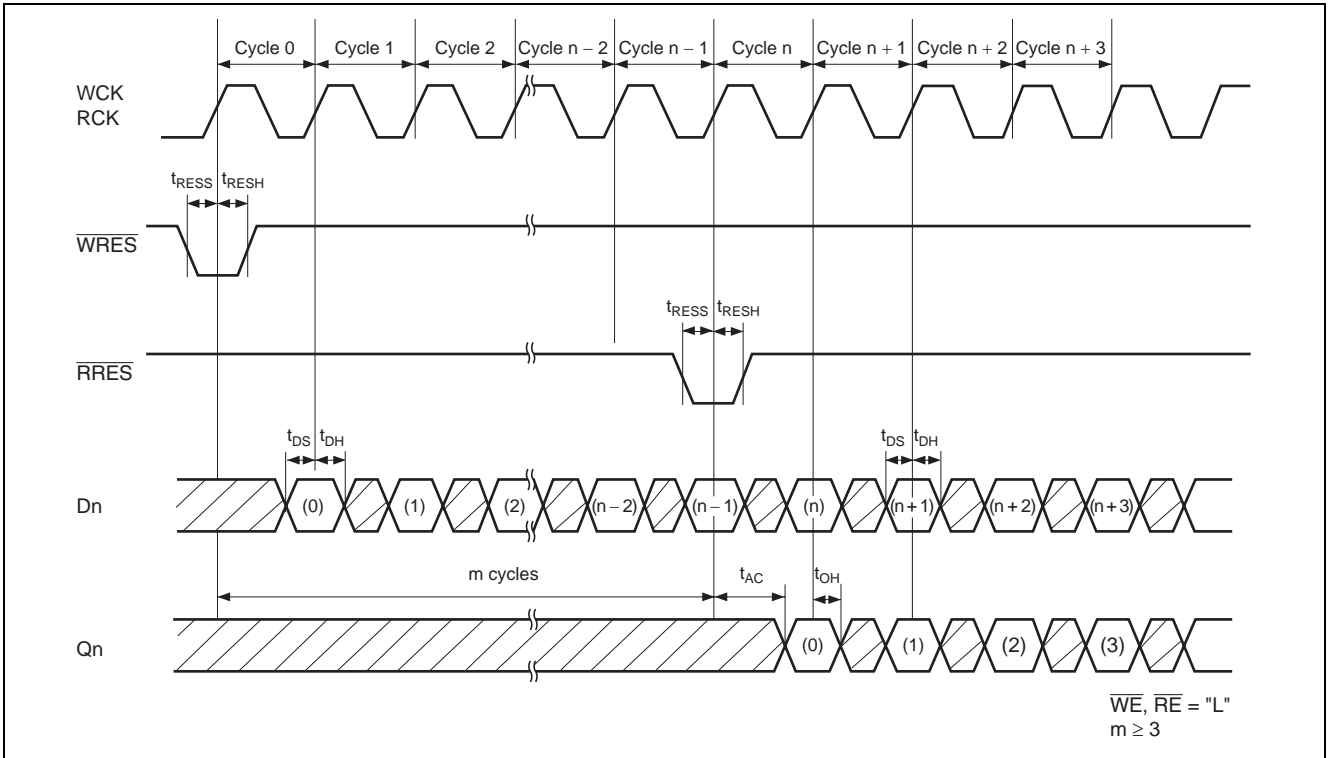 Cycle 0 Cycle 1 Cycle 2 Cycle n − 2 Cycle n − 1 Cycle n Cycle n + 1 Cycle n + 2 Cycle n + 3
WCK
RCK
tRESS tRESH
WRES
tRESS tRESH
RRES
tDS tDH tDS tDH
Dn (0) (1) (2) (n − 2) (n − 1) (n) (n + 1) (n + 2) (n + 3)
m cycles tAC tOH
Qn (0) (1) (2) (3)
WE, RE = "L"
m ≥ 3